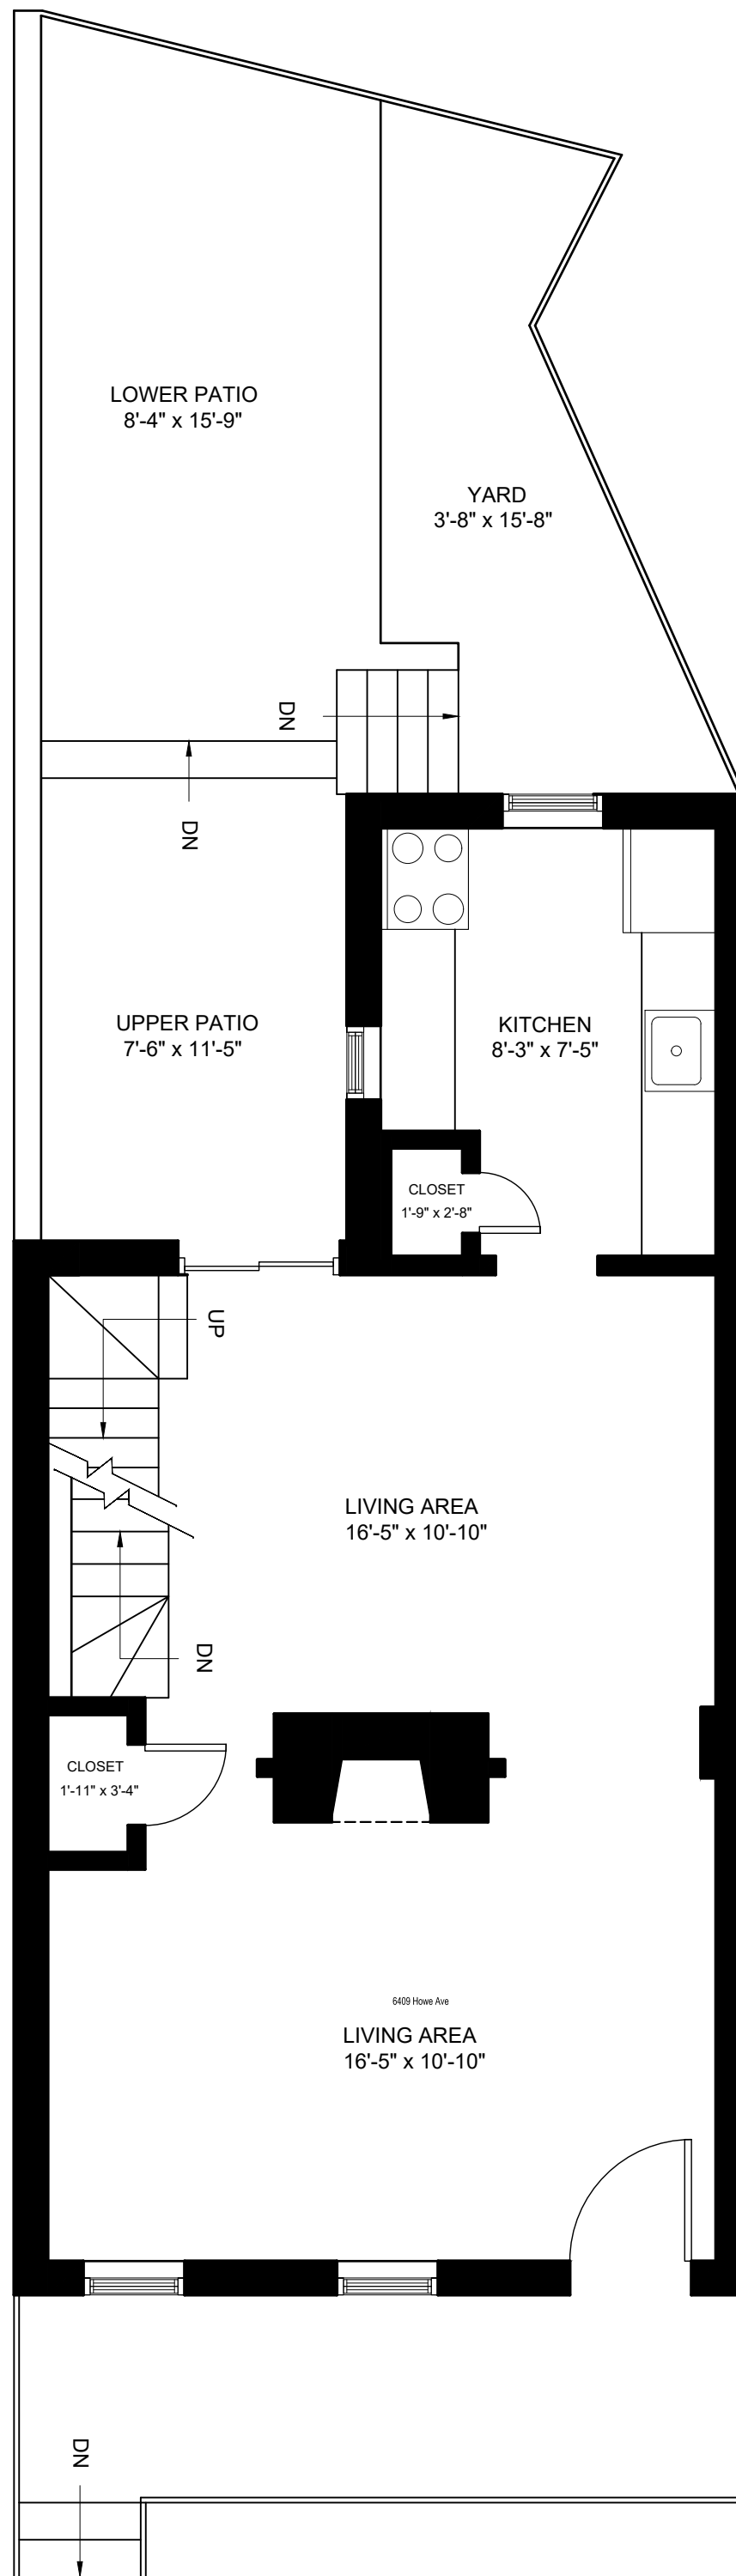 LOWER PATIO
8'-4" x 15'-9"
YARD
3'-8" x 15'-8"
DN
DN
UPPER PATIO
7'-6" x 11'-5"
KITCHEN
8'-3" x 7'-5"
CLOSET
1'-9" x 2'-8"
UP
LIVING AREA
16'-5" x 10'-10"
DN
CLOSET
1'-11" x 3'-4"
6409 Howe Ave
LIVING AREA
16'-5" x 10'-10"
DN